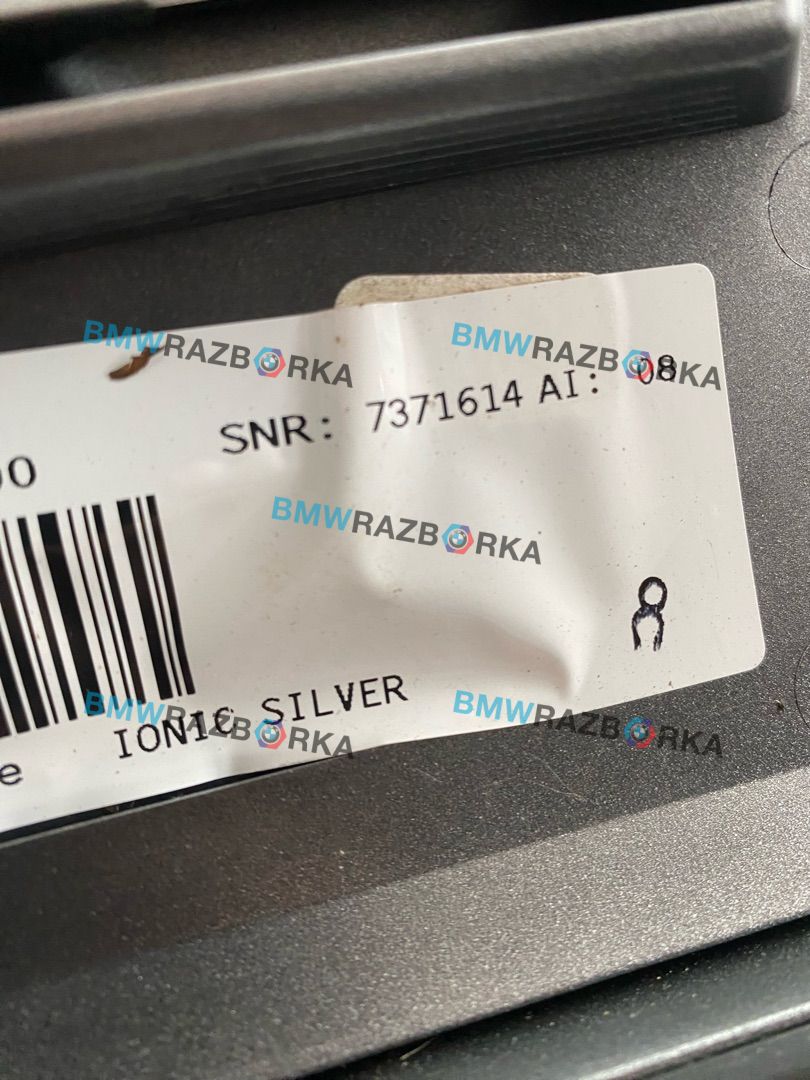 BMWRAZBORKA BMWRAZBORKA
SNR: 7371614 AI: 08
00
BMWRAZBORKA
8
IONIC SILVER
BMWRAZBORKA BMWRAZBORKA
e